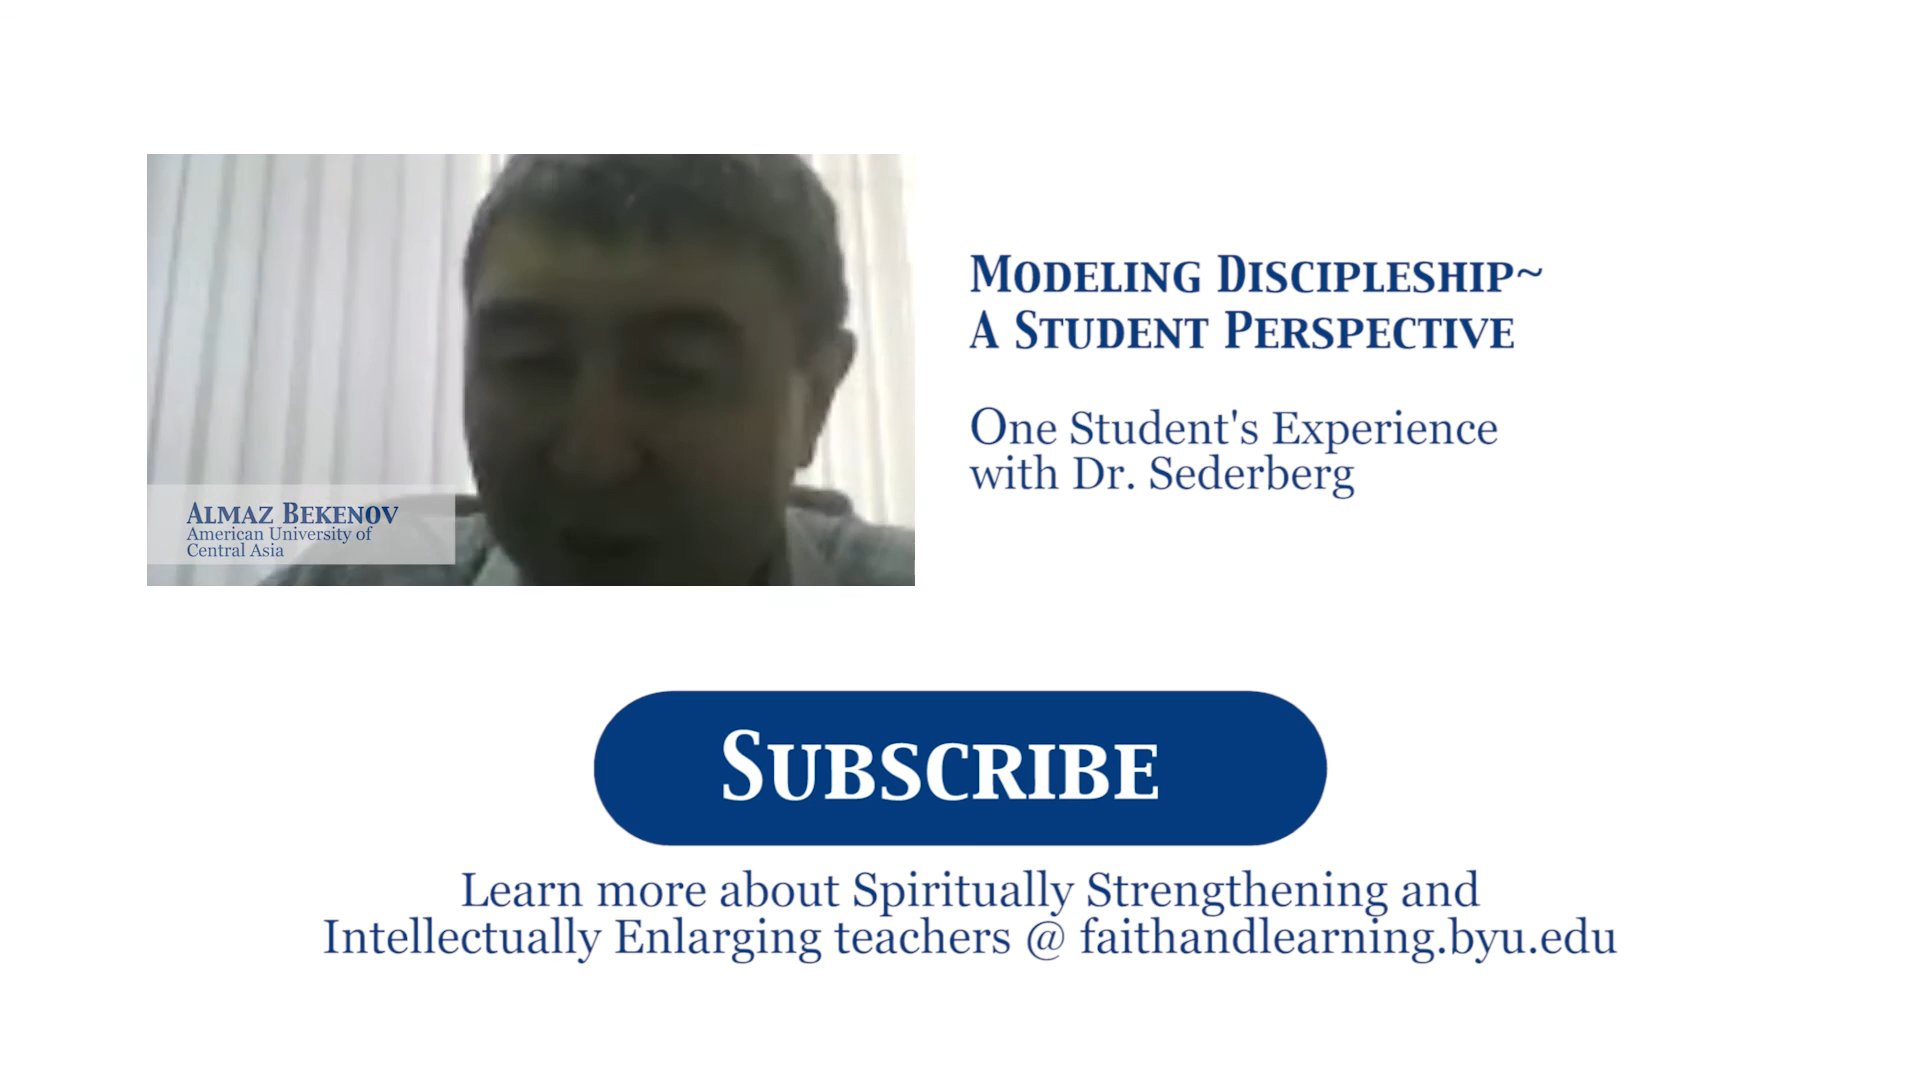 Almaz Bekenov
American University of
Central Asia
Modeling Discipleship~
A Student Perspective
One Student's Experience
with Dr. Sederberg
Subscribe
Learn more about Spiritually Strengthening and
Intellectually Enlarging teachers @ faithandlearning.byu.edu